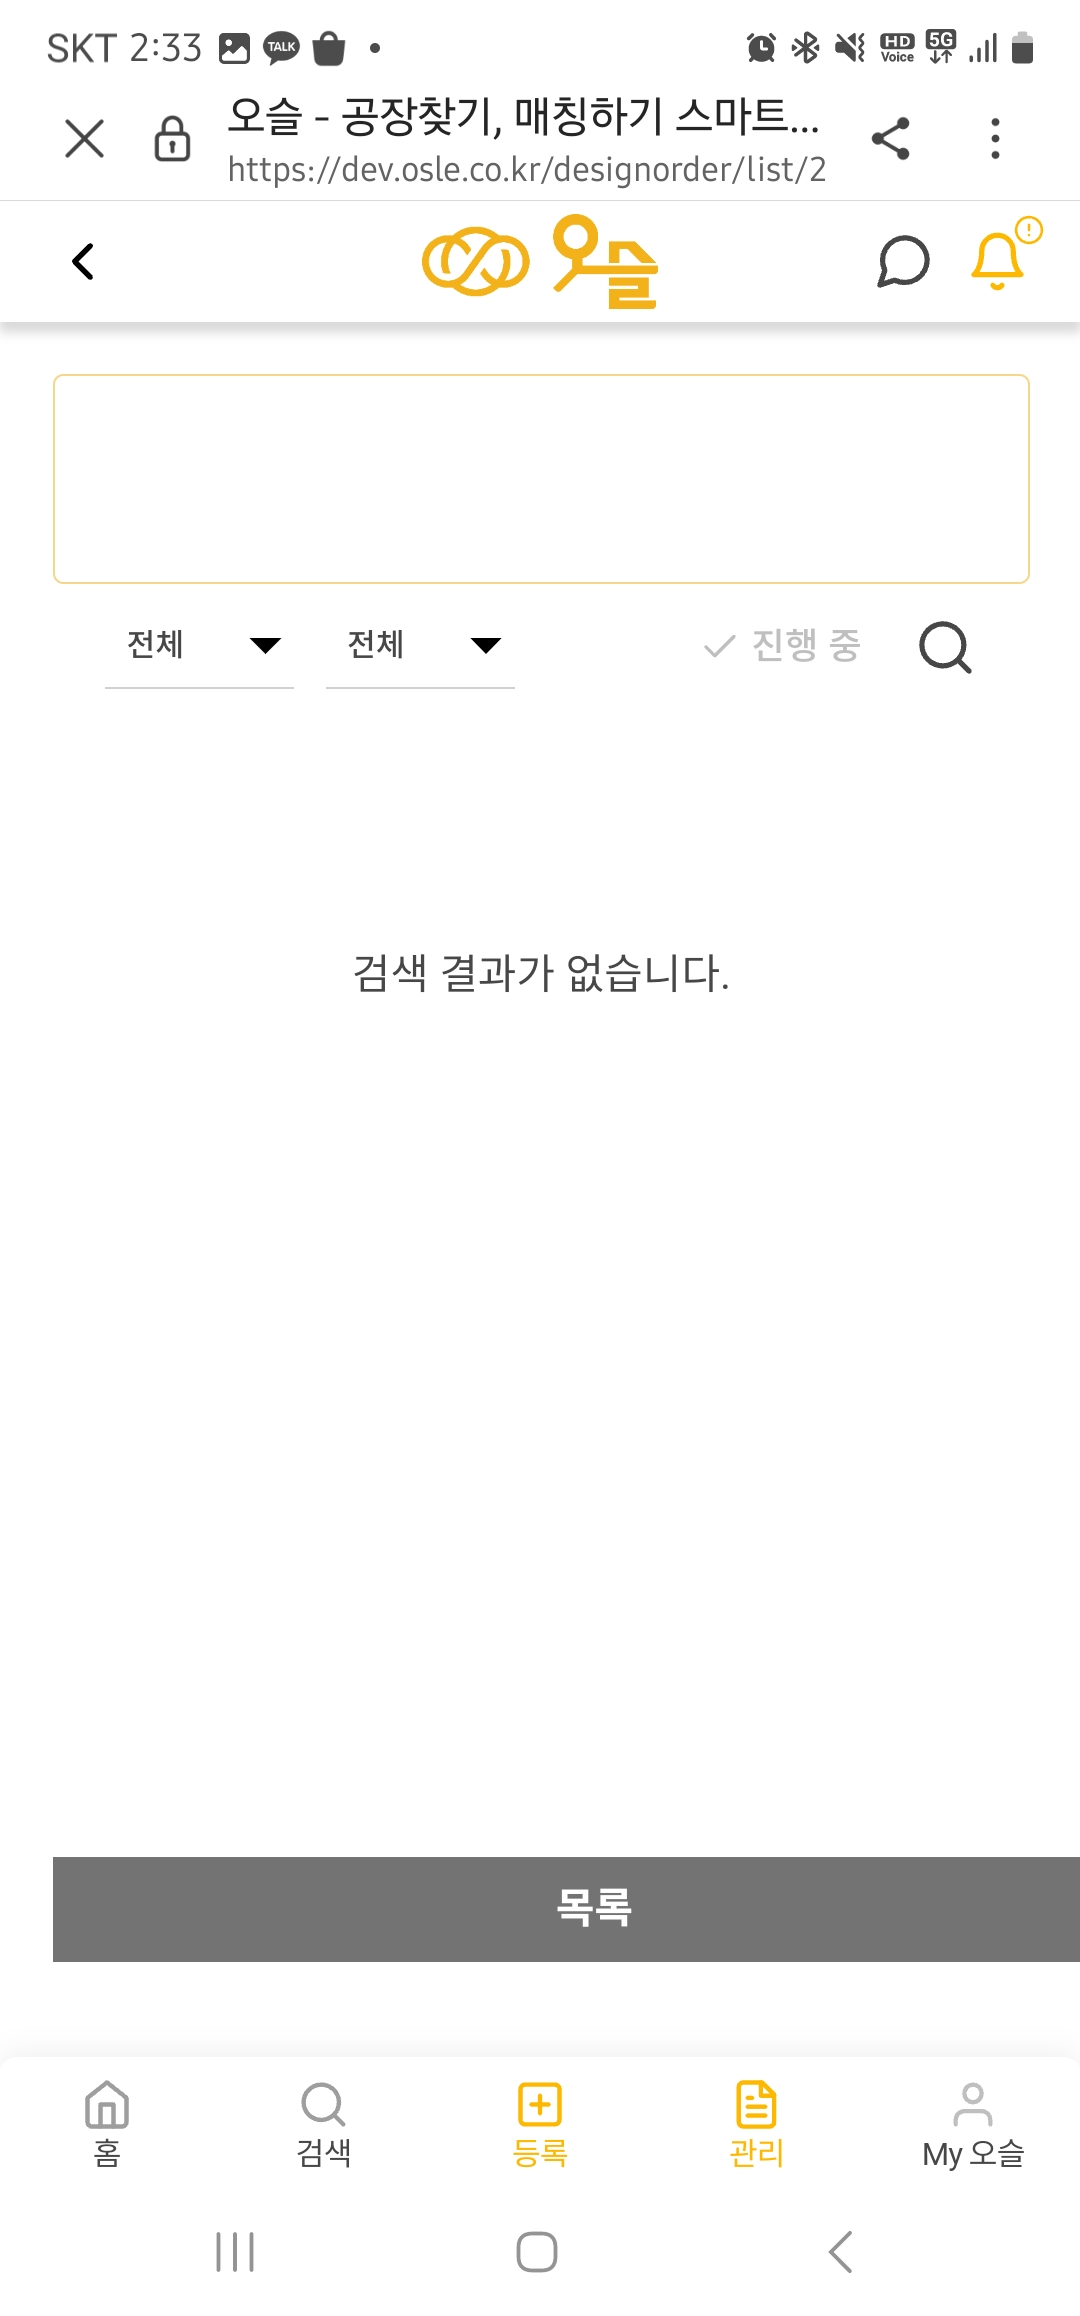 SKT 2:33 TALK HD Voice 5G
오슬 - 공장찾기, 매칭하기 스마트...
https://dev.osle.co.kr/designorder/list/2
오슬
전체 전체 진행 중
검색 결과가 없습니다.
목록
홈 검색 등록 관리 My 오슬